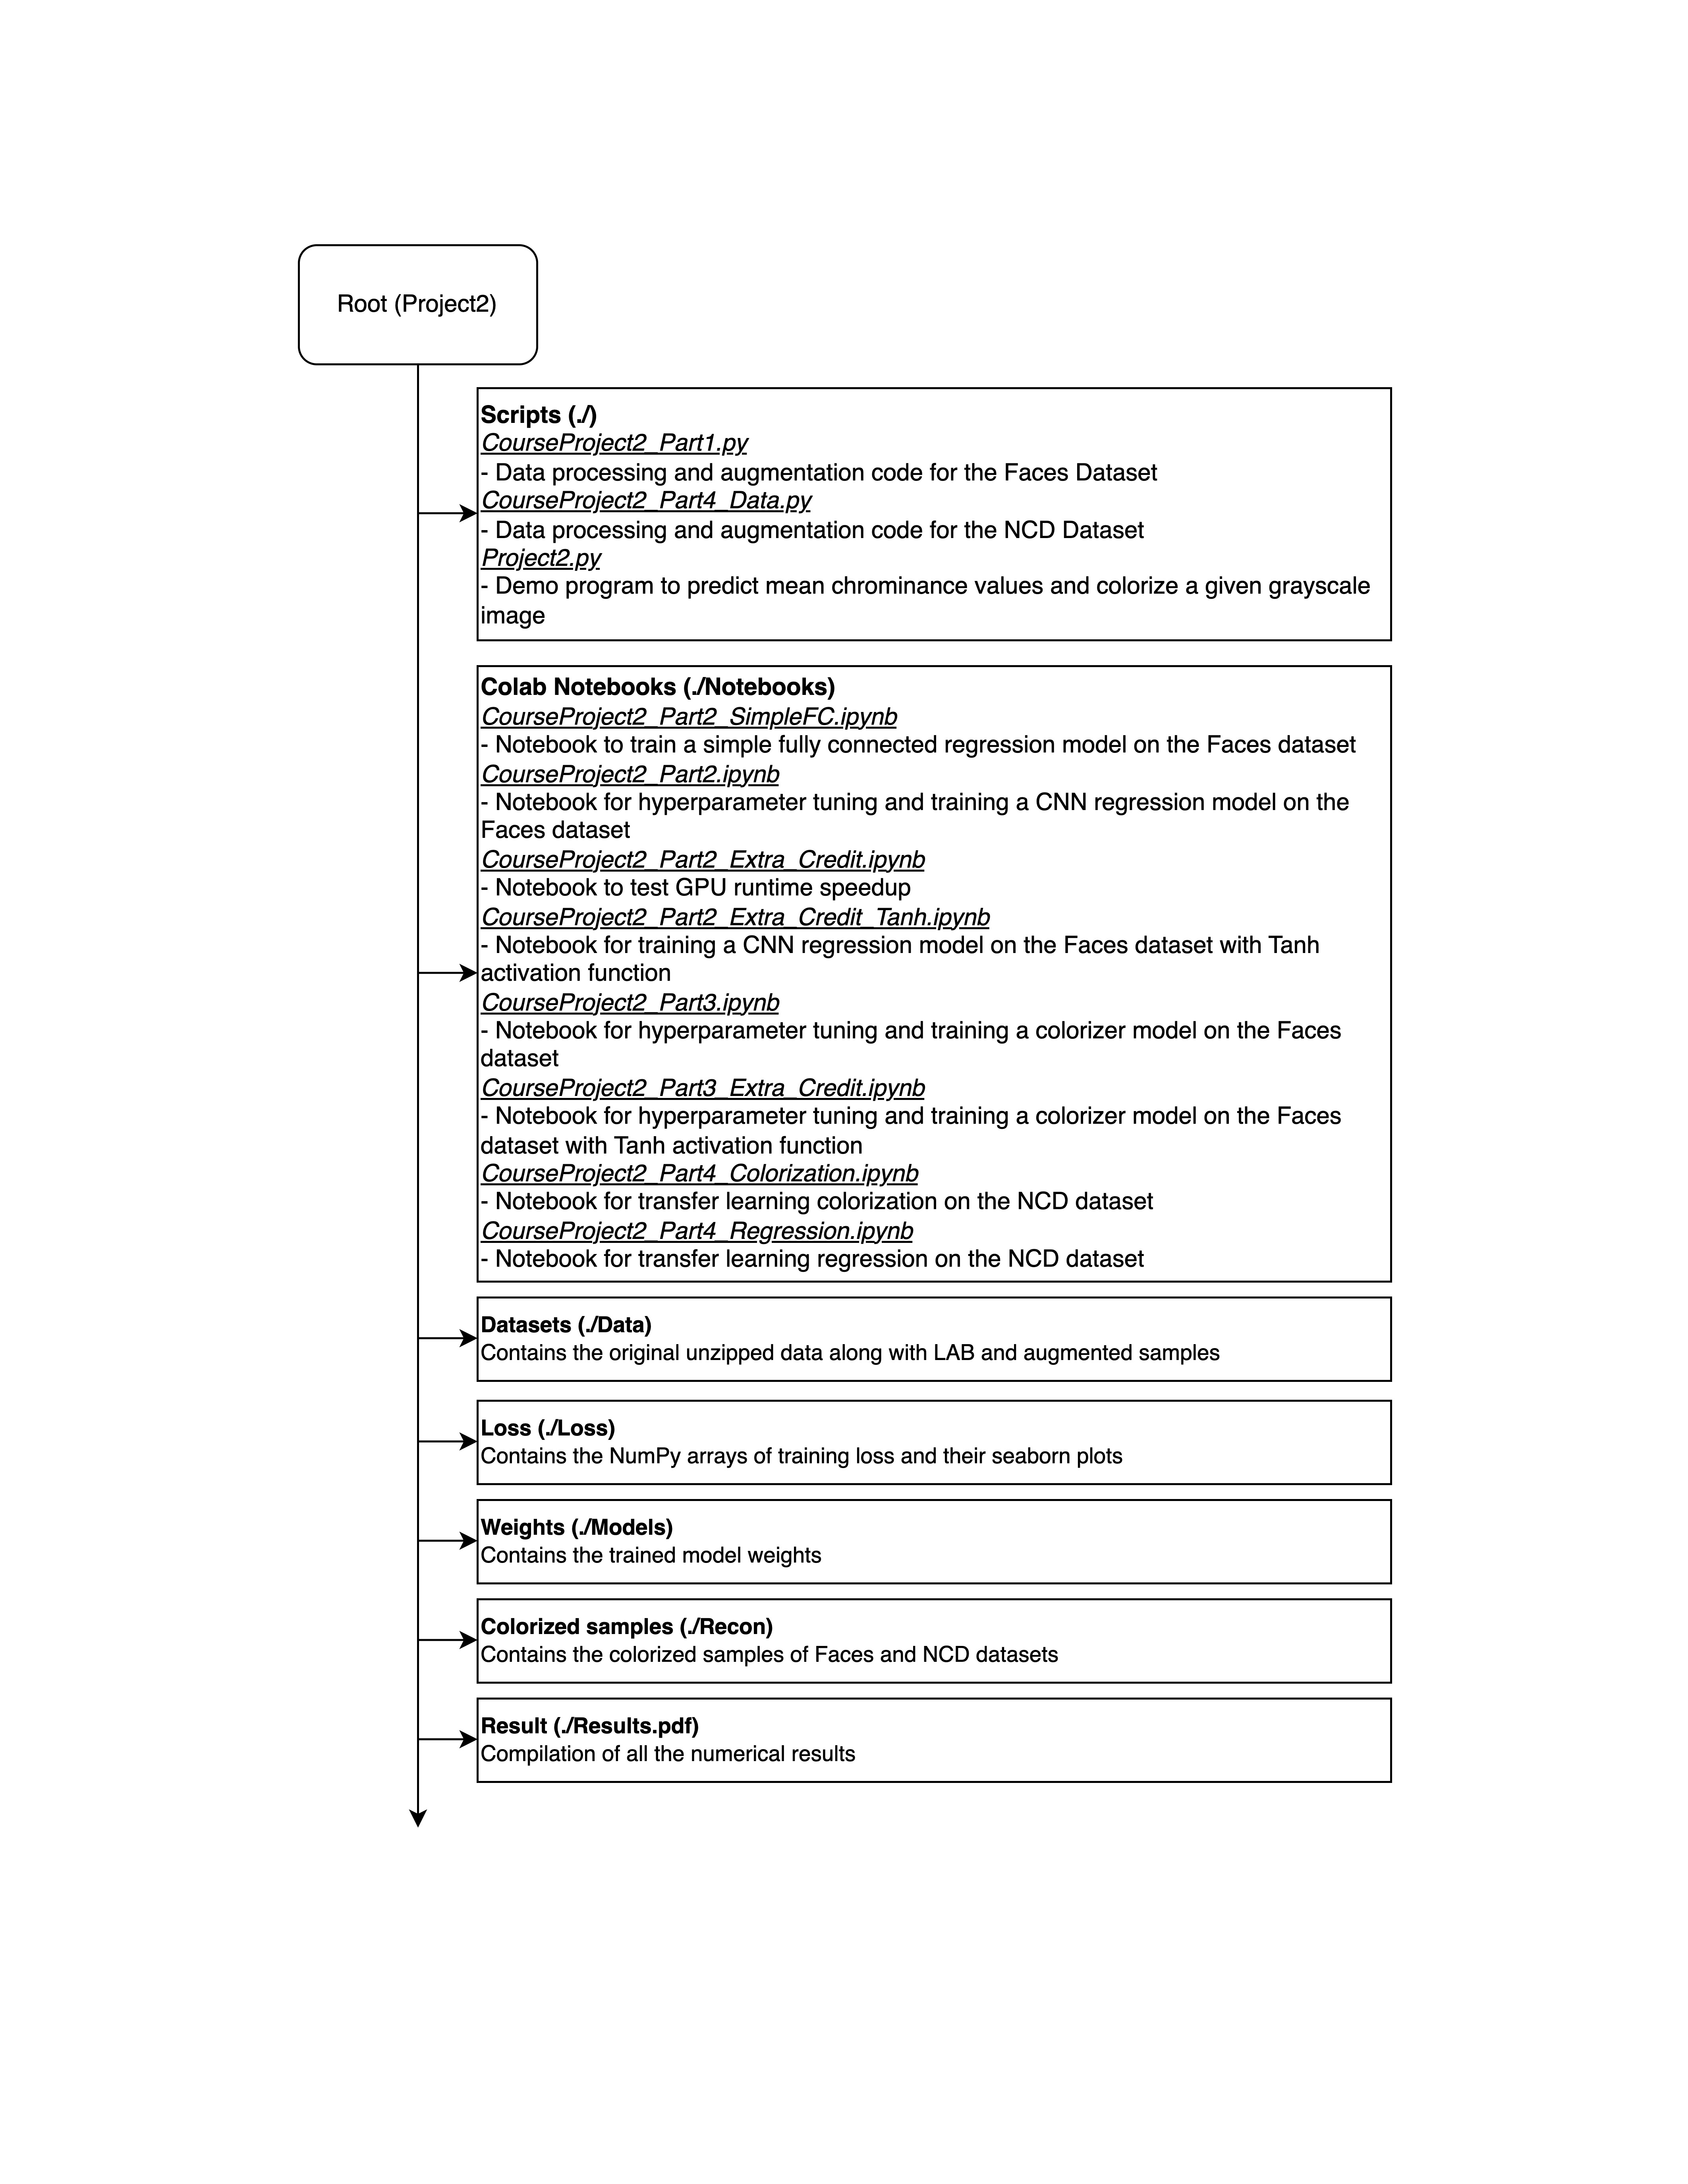 Root (Project2)
Scripts (./)
CourseProject2_Part1.py
- Data processing and augmentation code for the Faces Dataset
CourseProject2_Part4_Data.py
- Data processing and augmentation code for the NCD Dataset
Project2.py
- Demo program to predict mean chrominance values and colorize a given grayscale
image
Colab Notebooks (./Notebooks)
CourseProject2_Part2_SimpleFC.ipynb
- Notebook to train a simple fully connected regression model on the Faces dataset
CourseProject2_Part2.ipynb
- Notebook for hyperparameter tuning and training a CNN regression model on the
Faces dataset
CourseProject2_Part2_Extra_Credit.ipynb
- Notebook to test GPU runtime speedup
CourseProject2_Part2_Extra_Credit_Tanh.ipynb
- Notebook for training a CNN regression model on the Faces dataset with Tanh
activation function
CourseProject2_Part3.ipynb
- Notebook for hyperparameter tuning and training a colorizer model on the Faces
dataset
CourseProject2_Part3_Extra_Credit.ipynb
- Notebook for hyperparameter tuning and training a colorizer model on the Faces
dataset with Tanh activation function
CourseProject2_Part4_Colorization.ipynb
- Notebook for transfer learning colorization on the NCD dataset
CourseProject2_Part4_Regression.ipynb
- Notebook for transfer learning regression on the NCD dataset
Datasets (./Data)
Contains the original unzipped data along with LAB and augmented samples
Loss (./Loss)
Contains the NumPy arrays of training loss and their seaborn plots
Weights (./Models)
Contains the trained model weights
Colorized samples (./Recon)
Contains the colorized samples of Faces and NCD datasets
Result (./Results.pdf)
Compilation of all the numerical results